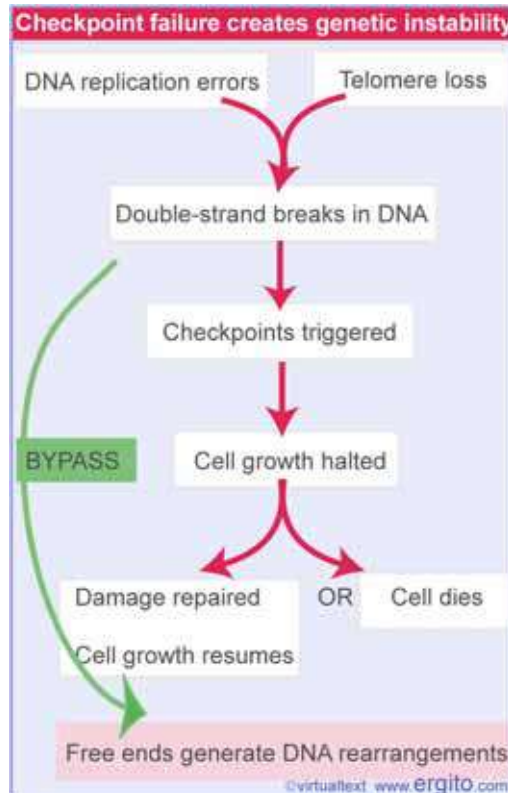 Checkpoint failure creates genetic instability
DNA replication errors
Telomere loss
Double-strand breaks in DNA
Checkpoints triggered
BYPASS
Cell growth halted
Damage repaired
OR
Cell dies
Cell growth resumes
Free ends generate DNA rearrangements
©virtualtext www.ergito.com